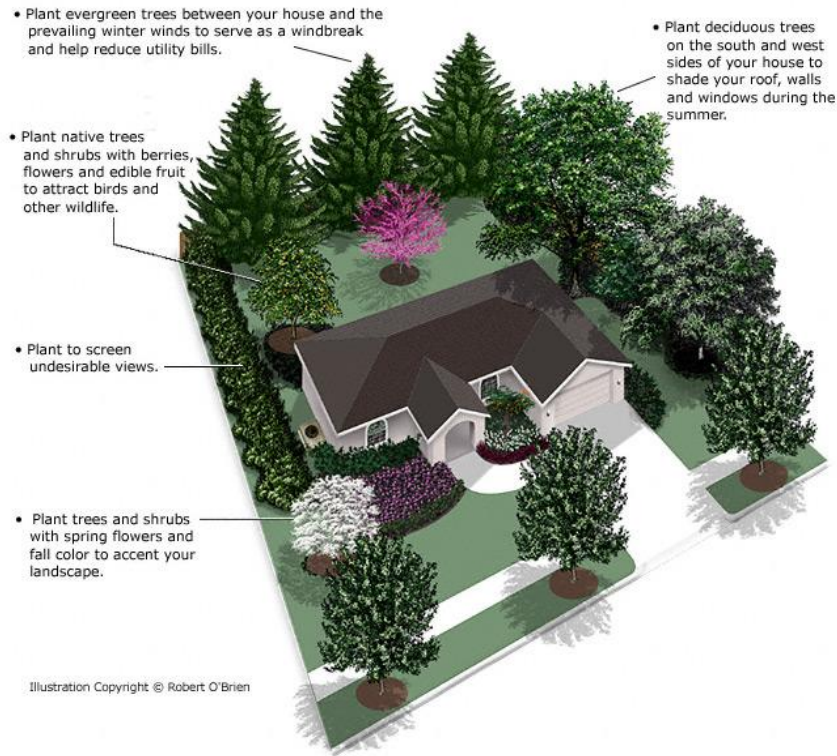 • Plant evergreen trees between your house and the
prevailing winter winds to serve as a windbreak
and help reduce utility bills.
• Plant deciduous trees
on the south and west
sides of your house to
shade your roof, walls
and windows during the
summer.
• Plant native trees
and shrubs with berries,
flowers and edible fruit
to attract birds and
other wildlife.
• Plant to screen
undesirable views.
• Plant trees and shrubs
with spring flowers and
fall color to accent your
landscape.
Illustration Copyright © Robert O'Brien